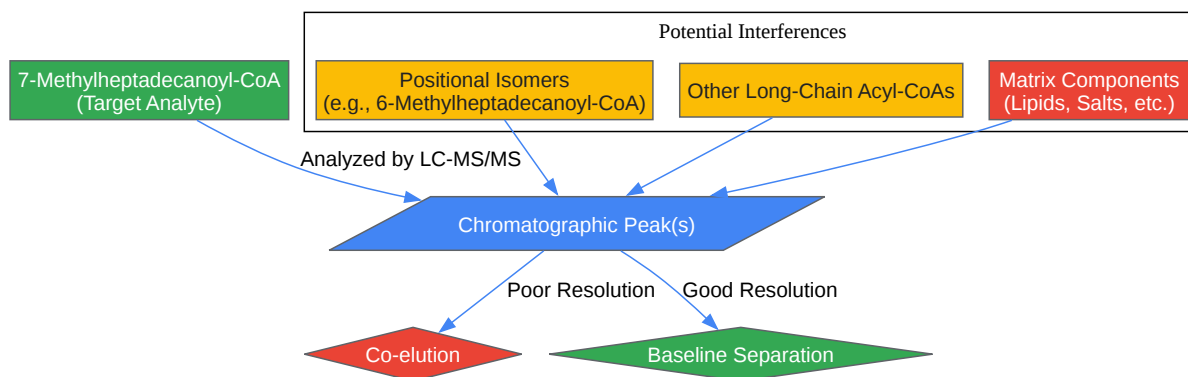 Potential Interferences
7-Methylheptadecanoyl-CoA
(Target Analyte)
Positional Isomers
(e.g., 6-Methylheptadecanoyl-CoA)
Other Long-Chain Acyl-CoAs
Matrix Components
(Lipids, Salts, etc.)
Analyzed by LC-MS/MS
Chromatographic Peak(s)
Poor Resolution
Good Resolution
Co-elution
Baseline Separation